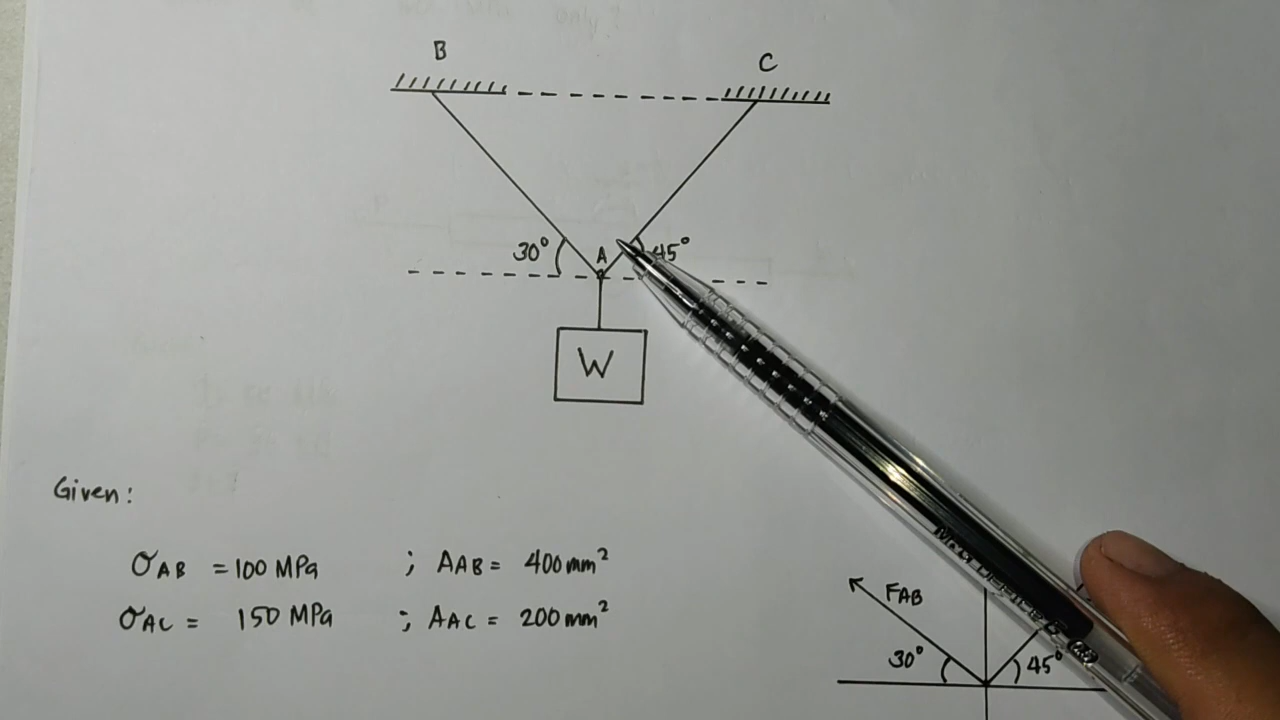 B
C
30°
A
45°
W
Given:
σAB = 100 MPa ; AAB = 400 mm²
σAC = 150 MPa ; AAC = 200 mm²
FAB
30°
45°